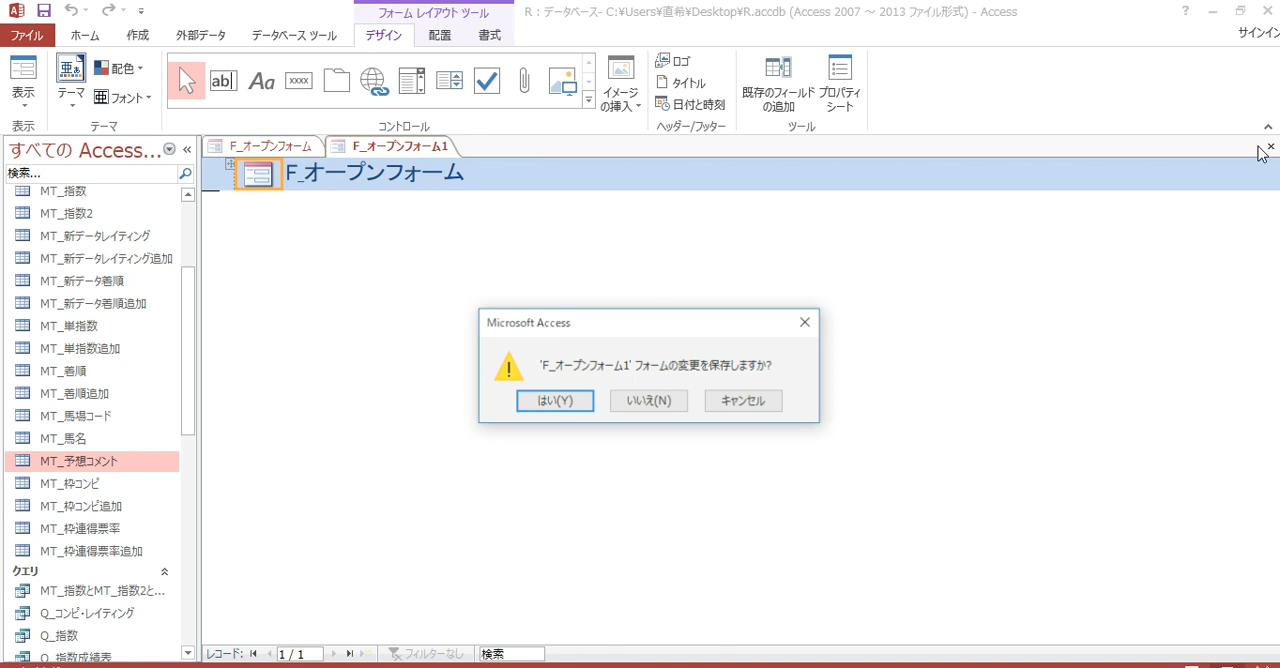 フォーム レイアウト ツール
R : データベース- C:¥Users¥直希¥Desktop¥R.accdb (Access 2007 ～ 2013 ファイル形式) - Access
?
ファイル
ホーム
作成
外部データ
データベース ツール
デザイン
配置
書式
サインイン
表示
テーマ
配色
フォント
ab|
Aa
xxxx
イメージ
の挿入
ロゴ
タイトル
日付と時刻
既存のフィールド
の追加
プロパティ
シート
表示
テーマ
コントロール
ヘッダー/フッター
ツール
すべての Access... «
F_オープンフォーム
F_オープンフォーム1
検索...
F_オープンフォーム
MT_指数
MT_指数2
MT_新データレイティング
MT_新データレイティング追加
MT_新データ着順
MT_新データ着順追加
MT_単指数
MT_単指数追加
MT_着順
MT_着順追加
MT_馬場コード
MT_馬名
MT_予想コメント
MT_枠コンビ
MT_枠コンビ追加
MT_枠連得票率
MT_枠連得票率追加
クエリ
MT_指数とMT_指数2と...
Q_コンピ・レイティング
Q_指数
Q_指数成績表
Microsoft Access
'F_オープンフォーム1' フォームの変更を保存しますか?
はい(Y)
いいえ(N)
キャンセル
レコード: 1 / 1
フィルターなし
検索